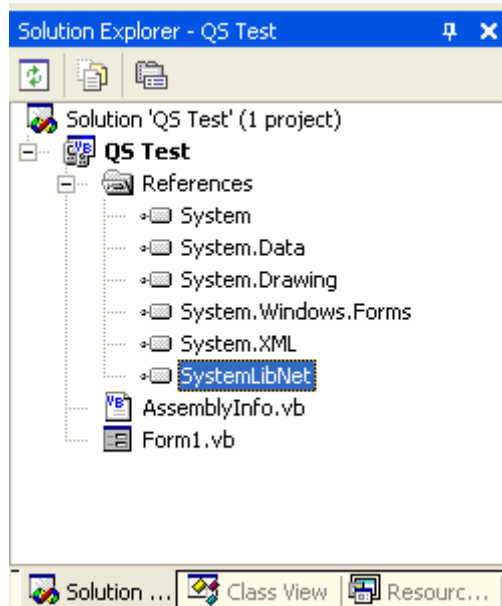 Solution Explorer - QS Test
Solution 'QS Test' (1 project)
QS Test
References
System
System.Data
System.Drawing
System.Windows.Forms
System.XML
SystemLibNet
AssemblyInfo.vb
Form1.vb
Solution ... Class View Resourc...